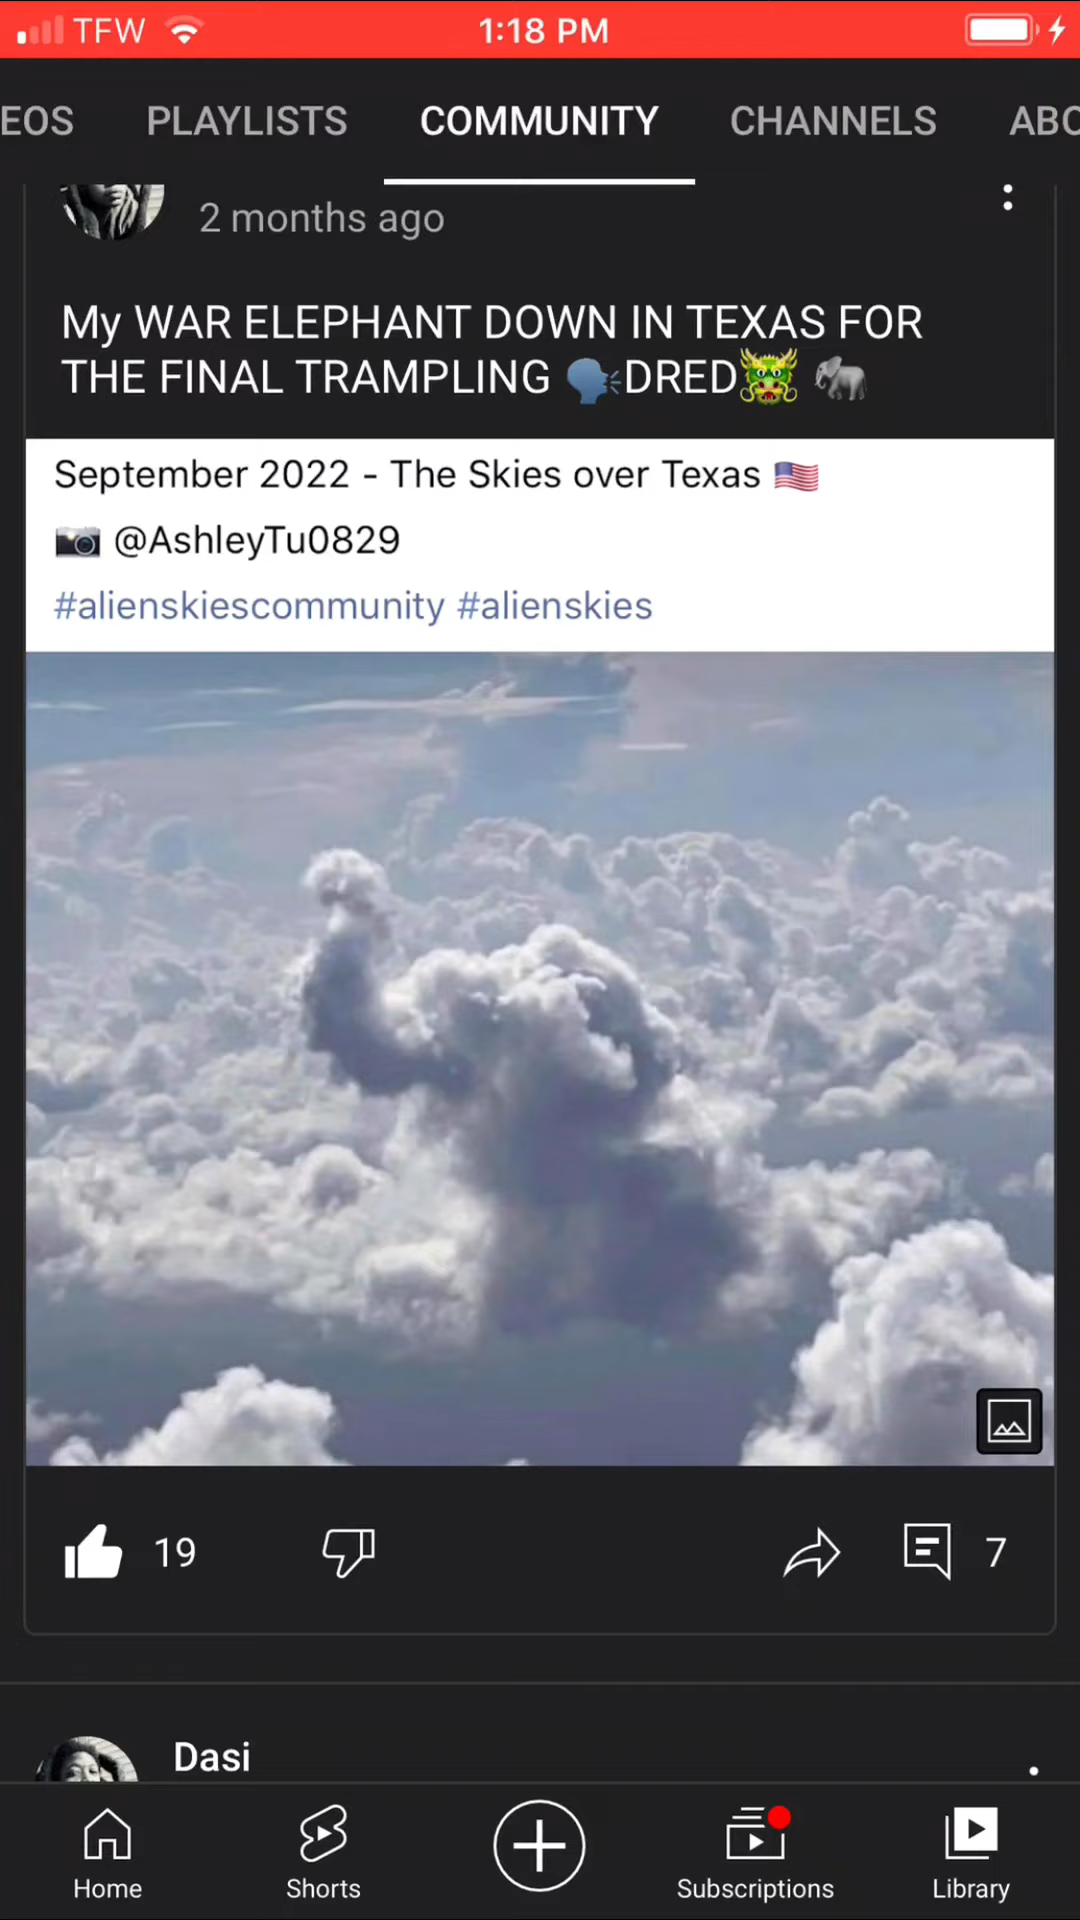 TFW 1:18 PM
EOS PLAYLISTS COMMUNITY CHANNELS ABO
2 months ago
My WAR ELEPHANT DOWN IN TEXAS FOR
THE FINAL TRAMPLING 🗣️DRED🐲 🐘
September 2022 - The Skies over Texas 🇺🇸
📷 @AshleyTu0829
#alienskiescommunity #alienskies
19 7
Dasi
Home Shorts Subscriptions Library